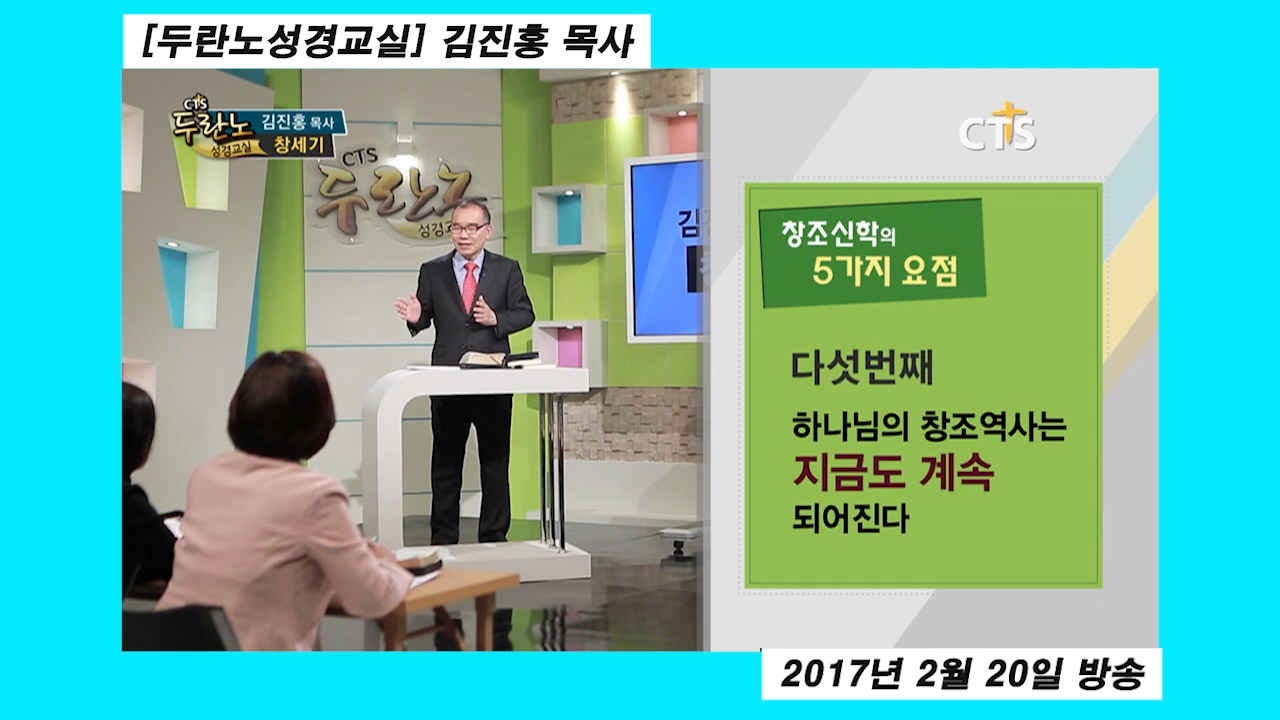 [두란노성경교실] 김진홍 목사
CTS
두란노
성경교실
김진홍 목사
창세기
CTS
두란노
성경교
김
CTS
창조신학의
5가지 요점
다섯번째
하나님의 창조역사는
지금도 계속
되어진다
2017년 2월 20일 방송